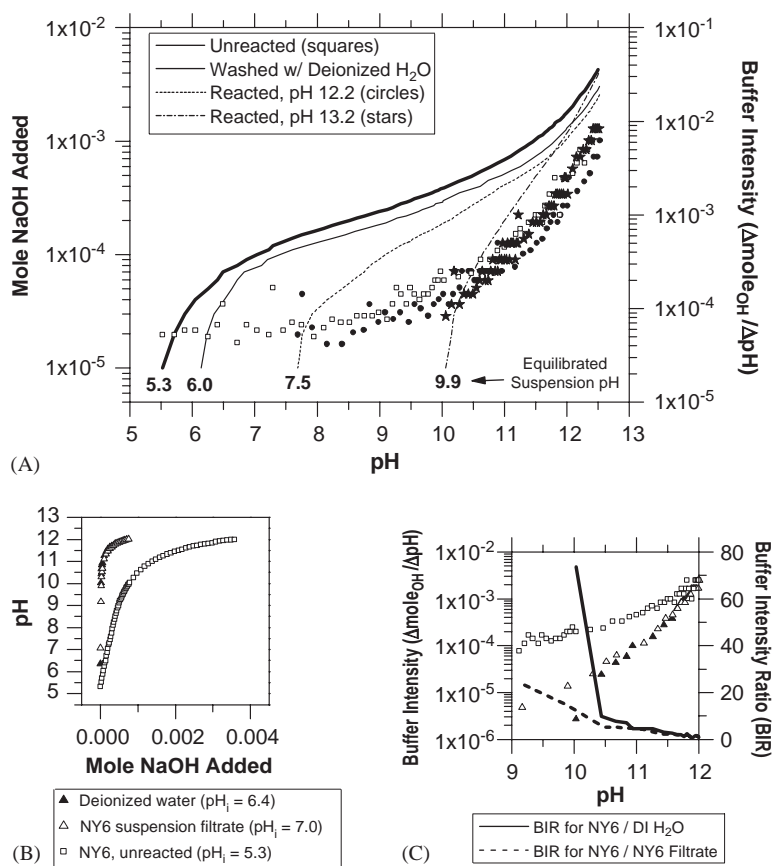 1x10⁻²
1x10⁻³
1x10⁻⁴
1x10⁻⁵
Mole NaOH Added
Unreacted (squares)
Washed w/ Deionized H₂O
Reacted, pH 12.2 (circles)
Reacted, pH 13.2 (stars)
1x10⁻¹
1x10⁻²
1x10⁻³
1x10⁻⁴
1x10⁻⁵
Buffer Intensity (Δmole_OH/ΔpH)
5.3
6.0
7.5
9.9
Equilibrated
Suspension pH
5 6 7 8 9 10 11 12 13
pH
(A)
13
12
11
10
9
8
7
6
5
pH
0.000 0.002 0.004
Mole NaOH Added
Deionized water (pHᵢ = 6.4)
NY6 suspension filtrate (pHᵢ = 7.0)
NY6, unreacted (pHᵢ = 5.3)
(B)
Buffer Intensity (Δmole_OH/ΔpH)
1x10⁻²
1x10⁻³
1x10⁻⁴
1x10⁻⁵
1x10⁻⁶
80
60
40
20
0
Buffer Intensity
Ratio (BIR)
9 10 11 12
pH
BIR for NY6 / DI H₂O
BIR for NY6 / NY6 Filtrate
(C)